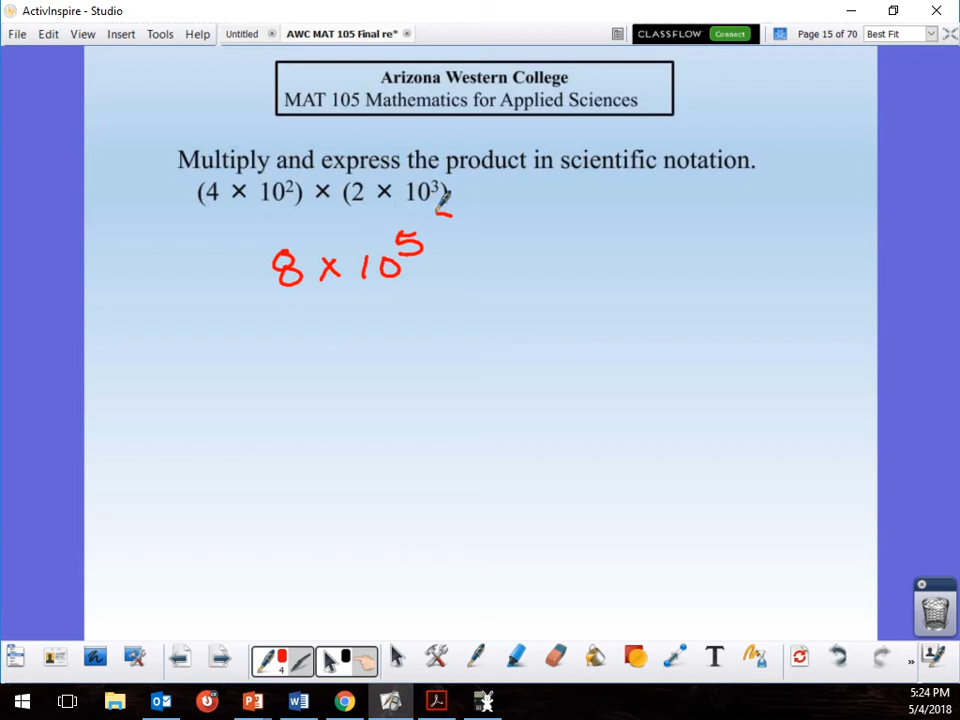 ActivInspire - Studio
File Edit View Insert Tools Help Untitled AWC MAT 105 Final re* CLASSFLOW Connect Page 15 of 70 Best Fit
Arizona Western College
MAT 105 Mathematics for Applied Sciences
Multiply and express the product in scientific notation.
(4 × 10²) × (2 × 10³)
8 × 10⁵
4
T
»
5:24 PM
5/4/2018